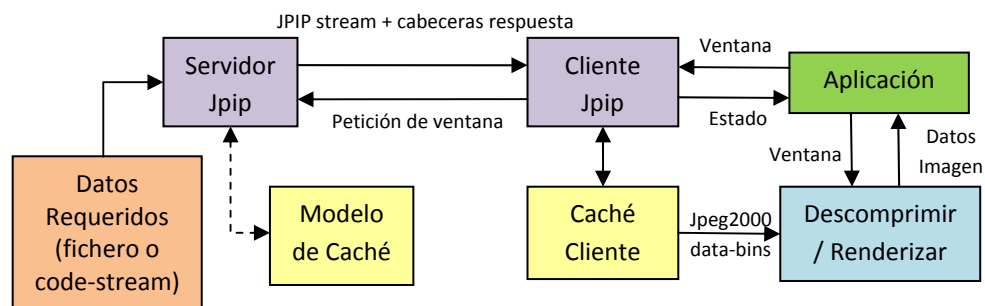 JPIP stream + cabeceras respuesta
Servidor
Jpip
Cliente
Jpip
Ventana
Aplicación
Petición de ventana
Estado
Ventana
Datos
Imagen
Datos
Requeridos
(fichero o
code-stream)
Modelo
de Caché
Caché
Cliente
Jpeg2000
data-bins
Descomprimir
/ Renderizar